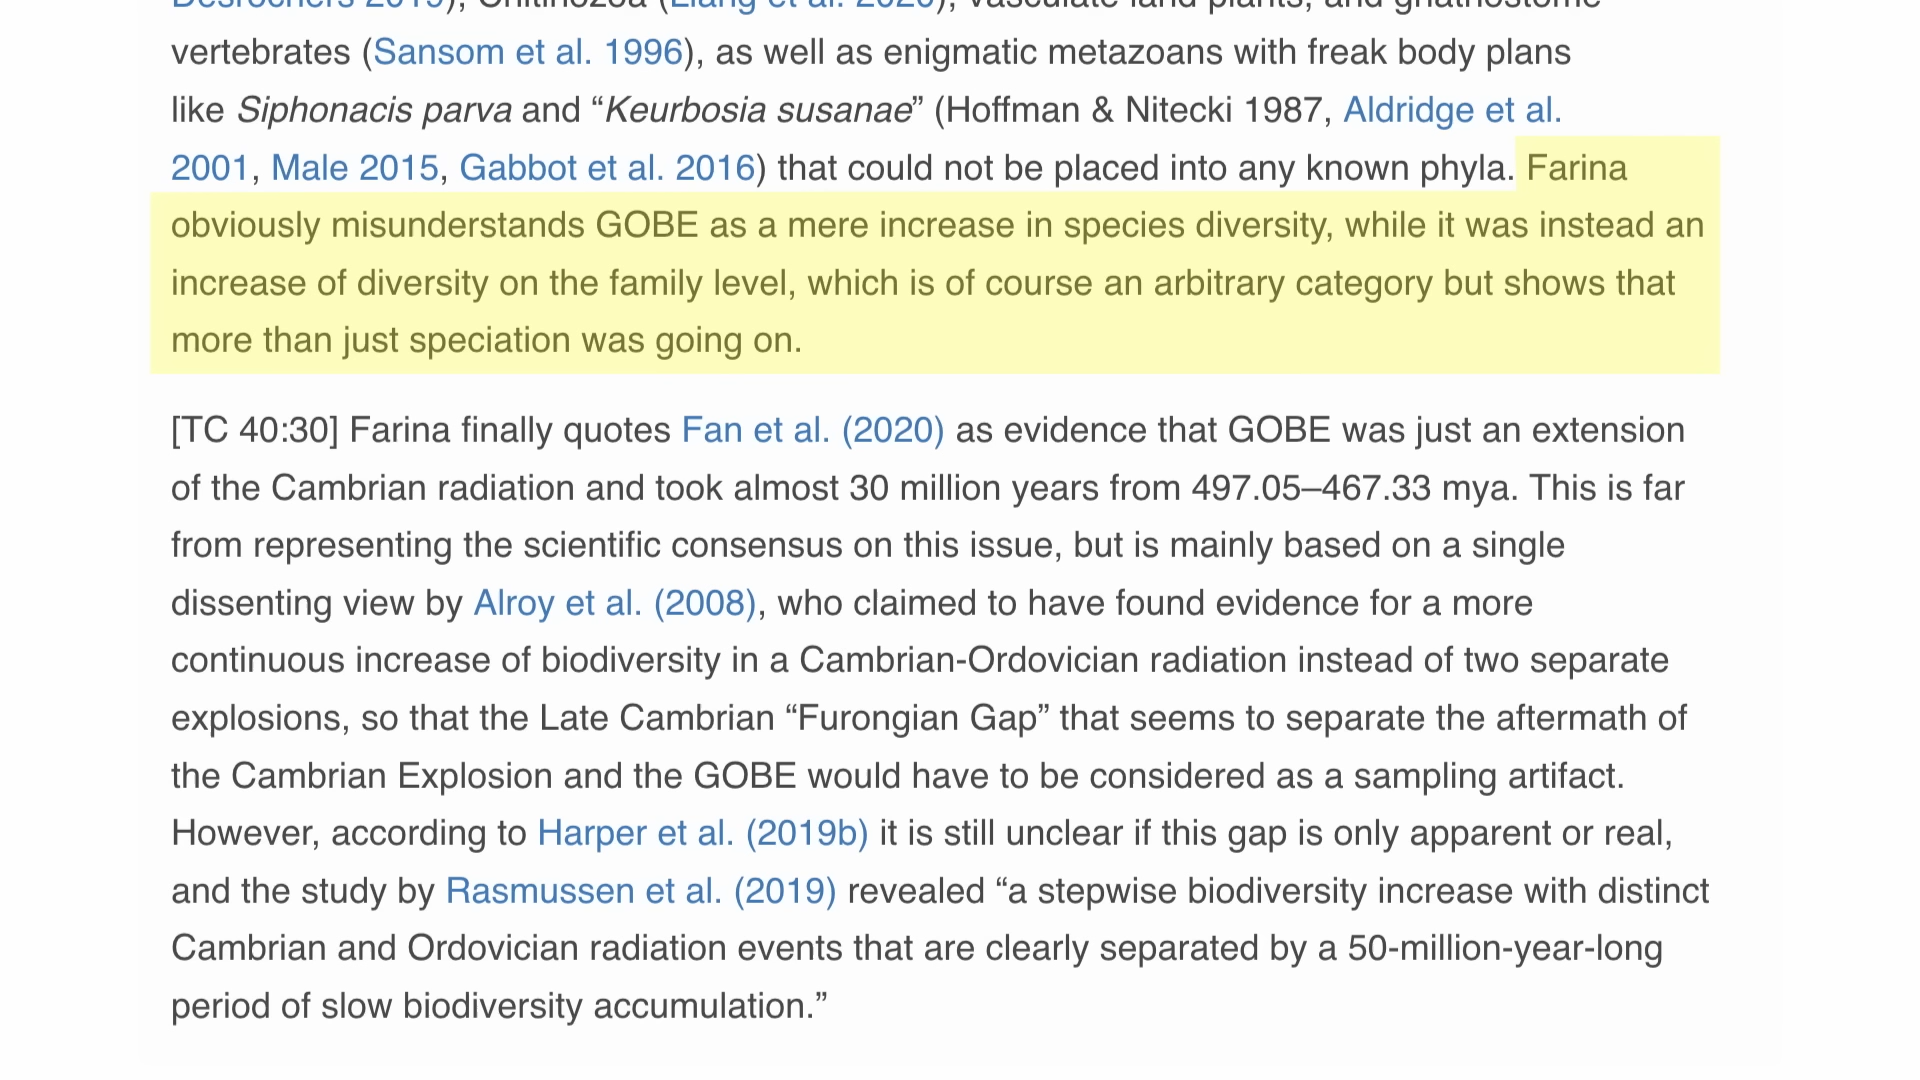 Desrochers 2019), Chitinozoa (Liang et al. 2020), vasculate land plants, and gnathostome
vertebrates (Sansom et al. 1996), as well as enigmatic metazoans with freak body plans
like Siphonacis parva and “Keurbosia susanae” (Hoffman & Nitecki 1987, Aldridge et al.
2001, Male 2015, Gabbot et al. 2016) that could not be placed into any known phyla. Farina
obviously misunderstands GOBE as a mere increase in species diversity, while it was instead an
increase of diversity on the family level, which is of course an arbitrary category but shows that
more than just speciation was going on.
[TC 40:30] Farina finally quotes Fan et al. (2020) as evidence that GOBE was just an extension
of the Cambrian radiation and took almost 30 million years from 497.05–467.33 mya. This is far
from representing the scientific consensus on this issue, but is mainly based on a single
dissenting view by Alroy et al. (2008), who claimed to have found evidence for a more
continuous increase of biodiversity in a Cambrian-Ordovician radiation instead of two separate
explosions, so that the Late Cambrian “Furongian Gap” that seems to separate the aftermath of
the Cambrian Explosion and the GOBE would have to be considered as a sampling artifact.
However, according to Harper et al. (2019b) it is still unclear if this gap is only apparent or real,
and the study by Rasmussen et al. (2019) revealed “a stepwise biodiversity increase with distinct
Cambrian and Ordovician radiation events that are clearly separated by a 50-million-year-long
period of slow biodiversity accumulation.”